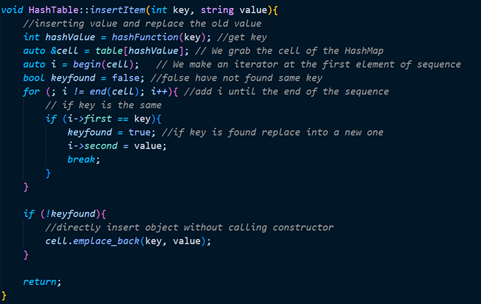 void HashTable::insertItem(int key, string value){
    //inserting value and replace the old value
    int hashValue = hashFunction(key); //get key
    auto &cell = table[hashValue]; // We grab the cell of the HashMap
    auto i = begin(cell);   // We make an iterator at the first element of sequence
    bool keyfound = false; //false have not found same key
    for (; i != end(cell); i++){ //add i until the end of the sequence
        // if key is the same
        if (i->first == key){
            keyfound = true; //if key is found replace into a new one
            i->second = value;
            break;
        }
    }

    if (!keyfound){
        //directly insert object without calling constructor
        cell.emplace_back(key, value);
    }

    return;
}